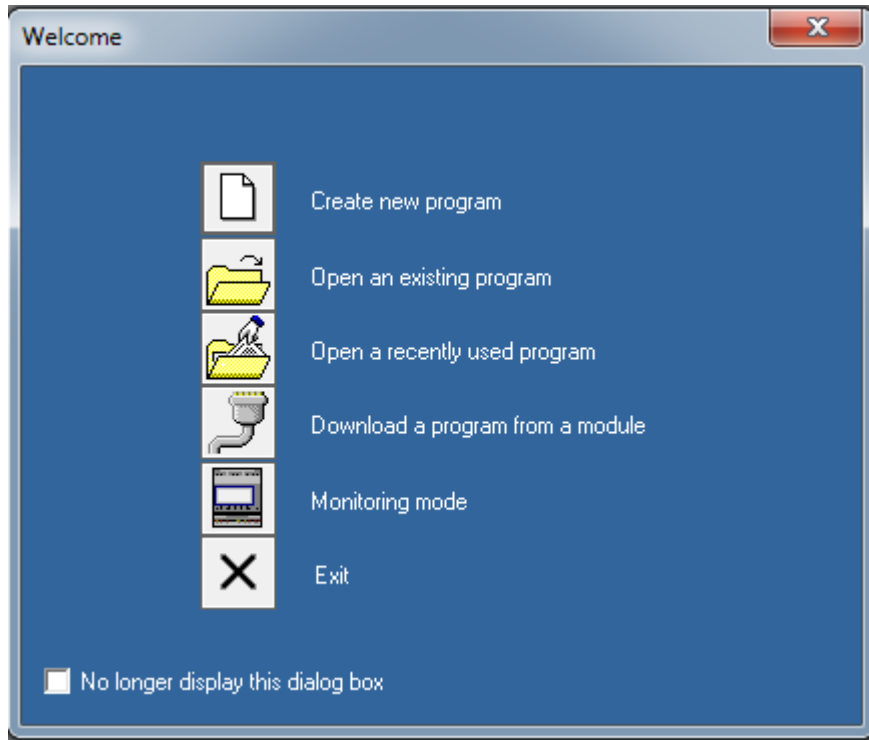 Welcome
Create new program
Open an existing program
Open a recently used program
Download a program from a module
Monitoring mode
Exit
No longer display this dialog box